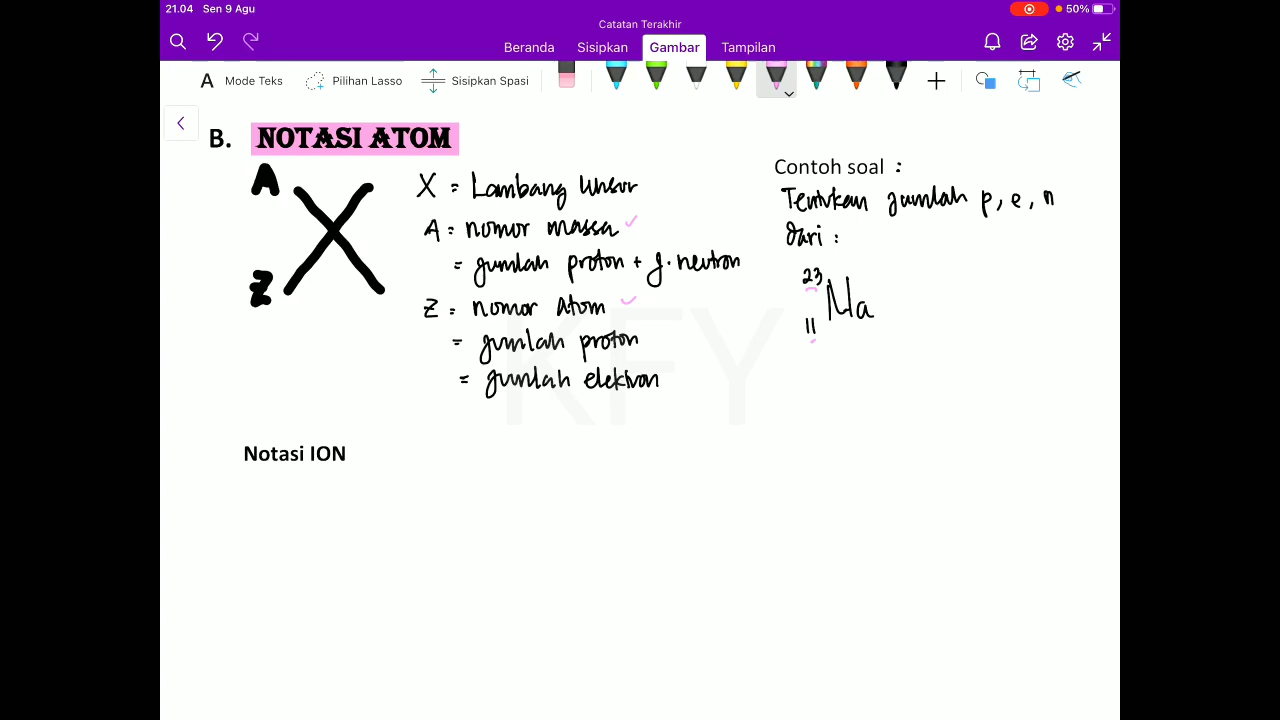 21.04 Sen 9 Agu
50%
Catatan Terakhir
Beranda Sisipkan Gambar Tampilan
A Mode Teks Pilihan Lasso Sisipkan Spasi
B. NOTASI ATOM
A
X
Z
X = Lambang Unsur
A = nomor massa
= jumlah proton + j. neutron
Z = nomor Atom
= jumlah proton
= jumlah elektron
Contoh soal :
Tentukan jumlah p, e, n
dari :
23
Na
11
KFY
Notasi ION